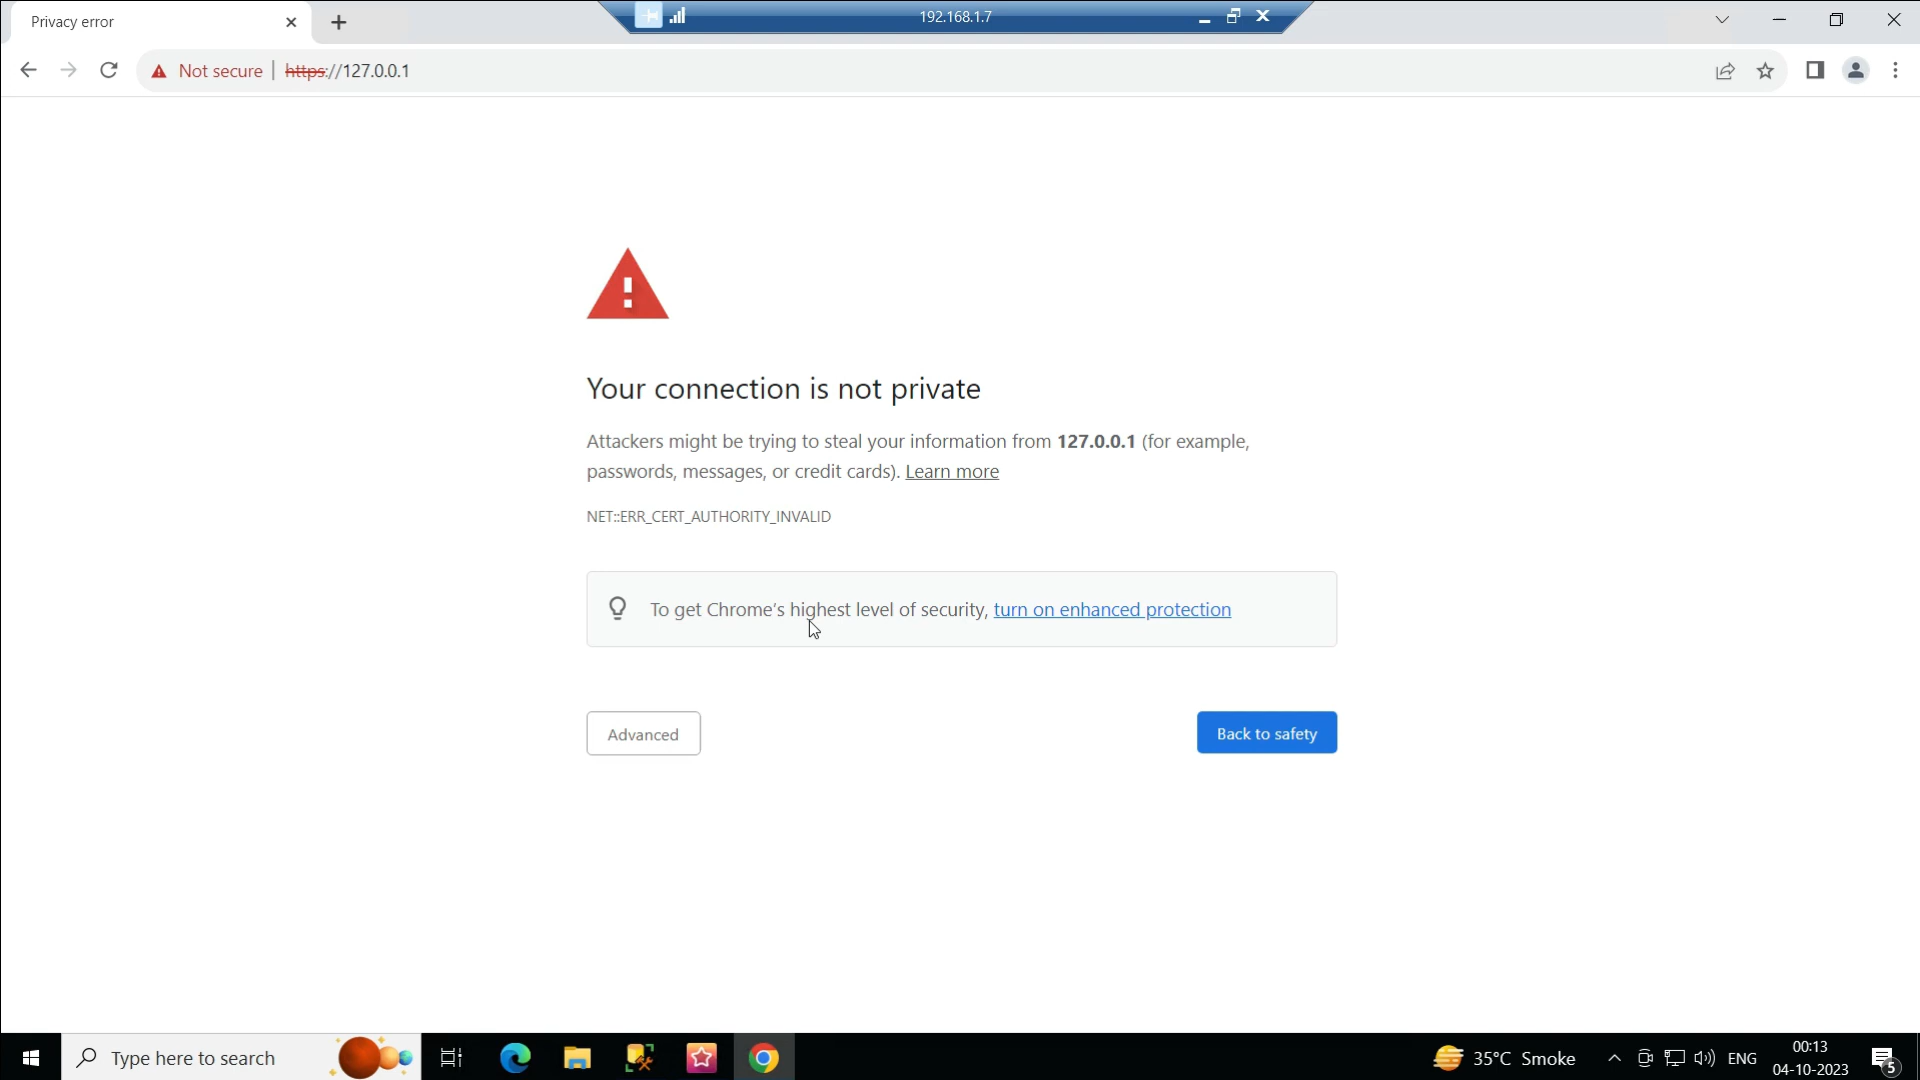 Privacy error
192.168.1.7
Not secure
https://127.0.0.1
Your connection is not private
Attackers might be trying to steal your information from 127.0.0.1 (for example,
passwords, messages, or credit cards). Learn more
NET::ERR_CERT_AUTHORITY_INVALID
To get Chrome's highest level of security, turn on enhanced protection
Advanced
Back to safety
Type here to search
35°C Smoke
ENG
00:13
04-10-2023
5